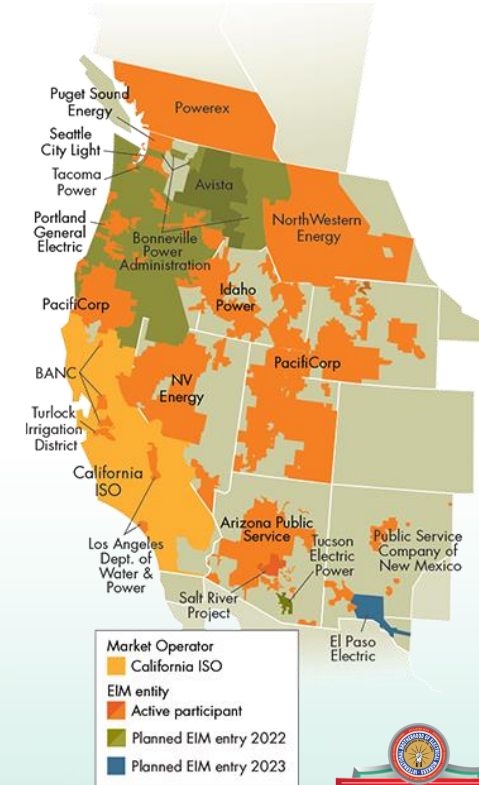 Puget Sound
Energy
Powerex
Seattle
City Light
Tacoma
Power
Avista
Portland
General
Electric
NorthWestern
Energy
Bonneville
Power
Administration
Idaho
Power
PacifiCorp
PacifiCorp
BANC
NV
Energy
Turlock
Irrigation
District
California
ISO
Arizona Public
Service
Tucson
Electric
Power
Public Service
Company of
New Mexico
Los Angeles
Dept. of
Water &
Power
Salt River
Project
El Paso
Electric
Market Operator
California ISO
EIM entity
Active participant
Planned EIM entry 2022
Planned EIM entry 2023